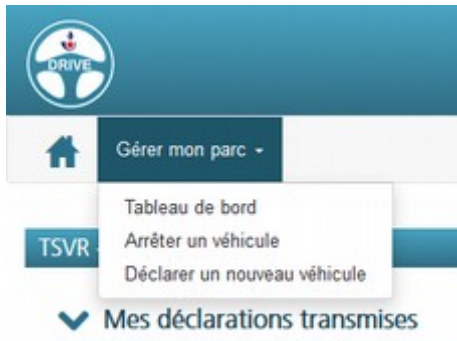 DRIVE
Gérer mon parc
Tableau de bord
TSVR -
Arrêter un véhicule
Déclarer un nouveau véhicule
Mes déclarations transmises